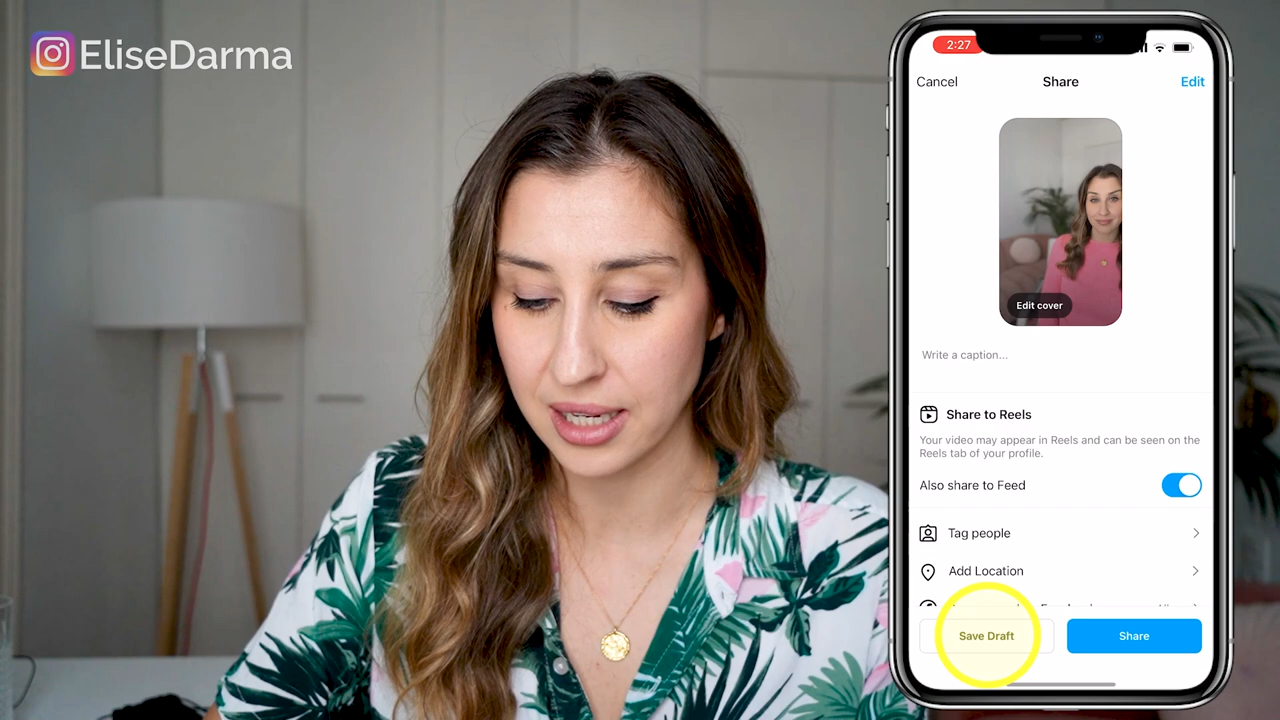 EliseDarma
2:27
Cancel
Share
Edit
Edit cover
Write a caption...
Share to Reels
Your video may appear in Reels and can be seen on the
Reels tab of your profile.
Also share to Feed
Tag people
Add Location
Save Draft
Share